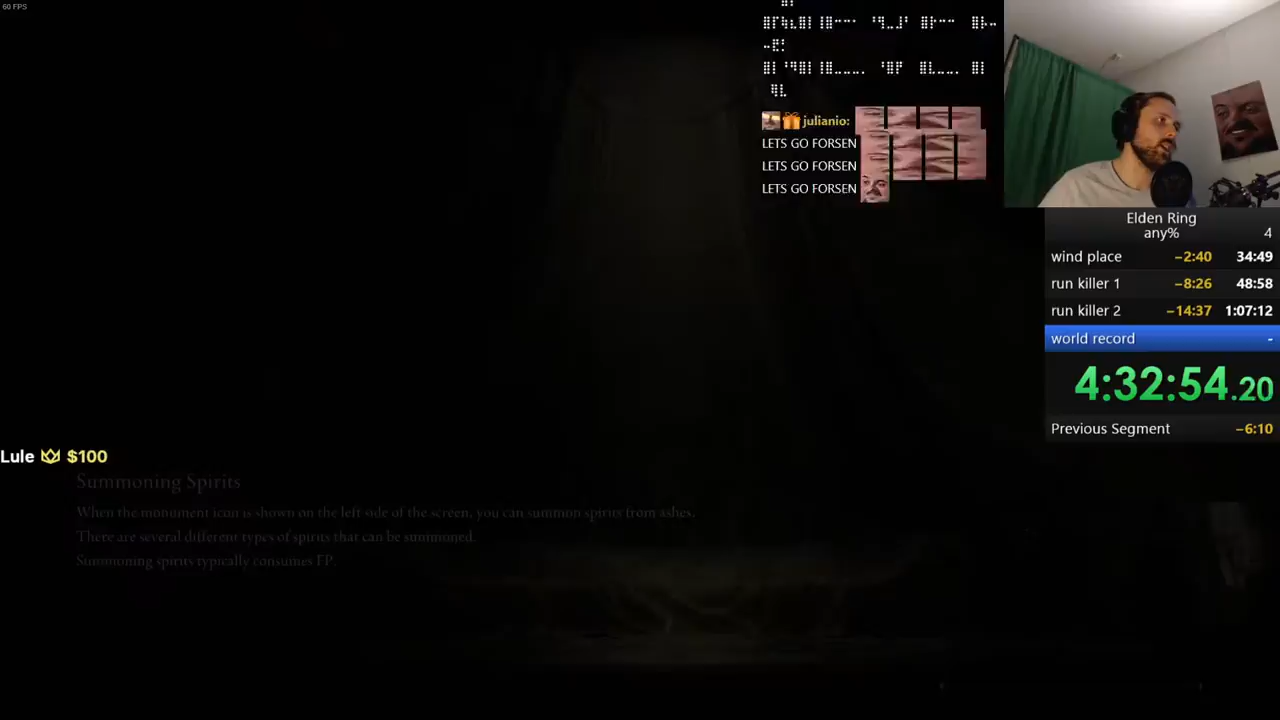 60 FPS
julianio:
LETS GO FORSEN
LETS GO FORSEN
LETS GO FORSEN
Elden Ring
any% 4
wind place −2:40 34:49
run killer 1 −8:26 48:58
run killer 2 −14:37 1:07:12
world record -
4:32:54.20
Previous Segment −6:10
Lule $100
Summoning Spirits
When the monument icon is shown on the left side of the screen, you can summon spirits from ashes.
There are several different types of spirits that can be summoned.
Summoning spirits typically consumes FP.